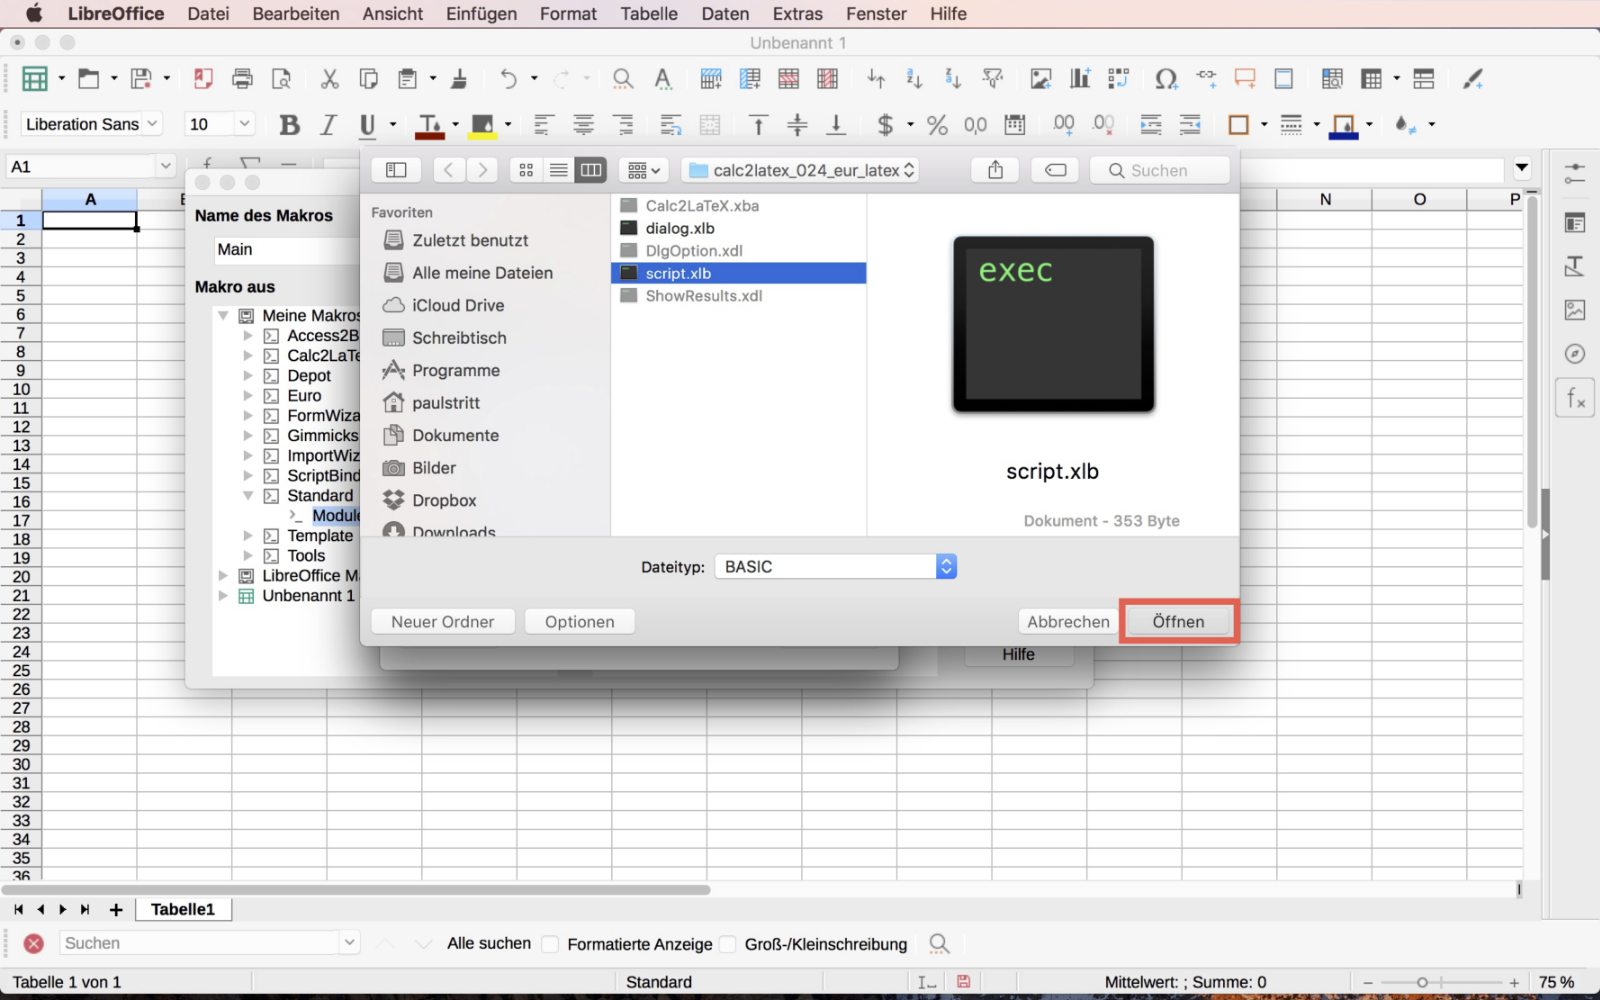 LibreOffice Datei Bearbeiten Ansicht Einfügen Format Tabelle Daten Extras Fenster Hilfe
Unbenannt 1
Liberation Sans 10 B I U $ % 0,0 .00 .00
A1
calc2latex_024_eur_latex Suchen
A N O P
Name des Makros
Main
Makro aus
Meine Makros
Access2B
Calc2LaTe
Depot
Euro
FormWiza
Gimmicks
ImportWiz
ScriptBind
Standard
Module
Template
Tools
LibreOffice M
Unbenannt 1
Favoriten
Zuletzt benutzt
Alle meine Dateien
iCloud Drive
Schreibtisch
Programme
paulstritt
Dokumente
Bilder
Dropbox
Downloads
Calc2LaTeX.xba
dialog.xlb
DlgOption.xdl
script.xlb
ShowResults.xdl
exec
script.xlb
Dokument - 353 Byte
Dateityp: BASIC
Neuer Ordner Optionen Abbrechen Öffnen
Hilfe
1
2
3
4
5
6
7
8
9
10
11
12
13
14
15
16
17
18
19
20
21
22
23
24
25
26
27
28
29
30
31
32
33
34
35
36
Tabelle1
Suchen Alle suchen Formatierte Anzeige Groß-/Kleinschreibung
Tabelle 1 von 1 Standard Mittelwert: ; Summe: 0 75 %